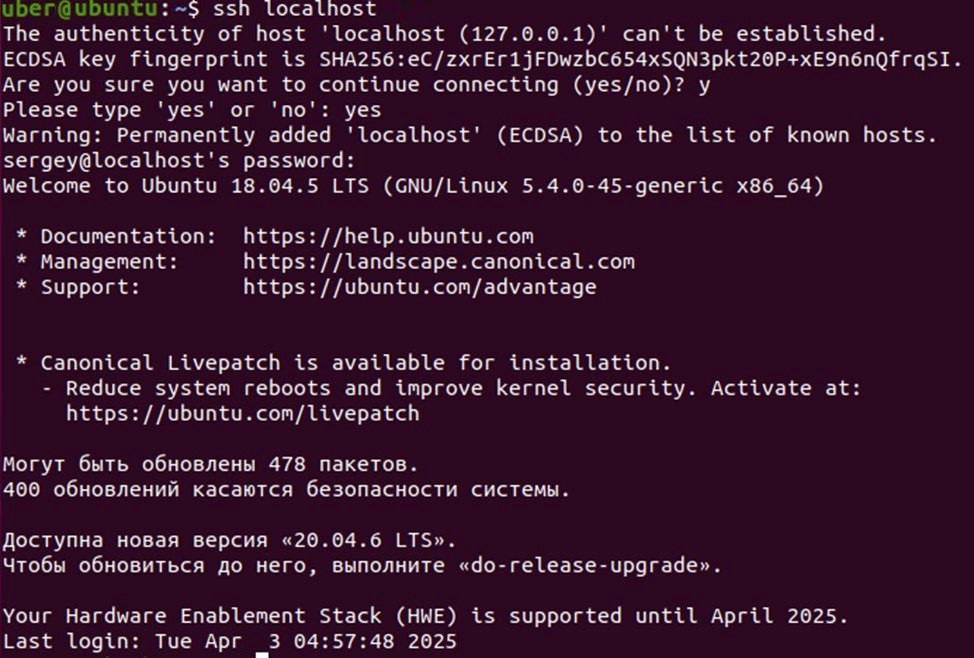 uber@ubuntu:~$ ssh localhost
The authenticity of host 'localhost (127.0.0.1)' can't be established.
ECDSA key fingerprint is SHA256:eC/zxrEr1jFDwzbC654xSQN3pkt20P+xE9n6nQfrqSI.
Are you sure you want to continue connecting (yes/no)? y
Please type 'yes' or 'no': yes
Warning: Permanently added 'localhost' (ECDSA) to the list of known hosts.
sergey@localhost's password:
Welcome to Ubuntu 18.04.5 LTS (GNU/Linux 5.4.0-45-generic x86_64)
* Documentation: https://help.ubuntu.com
* Management: https://landscape.canonical.com
* Support: https://ubuntu.com/advantage
* Canonical Livepatch is available for installation.
- Reduce system reboots and improve kernel security. Activate at:
https://ubuntu.com/livepatch
Могут быть обновлены 478 пакетов.
400 обновлений касаются безопасности системы.
Доступна новая версия «20.04.6 LTS».
Чтобы обновиться до него, выполните «do-release-upgrade».
Your Hardware Enablement Stack (HWE) is supported until April 2025.
Last login: Tue Apr 3 04:57:48 2025